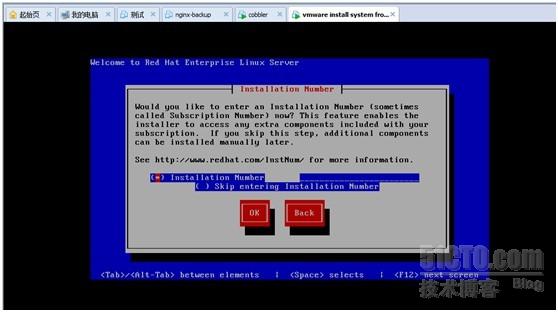 起始页 我的电脑 测试 nginx-backup cobbler vmware install system fro...
Welcome to Red Hat Enterprise Linux Server
Installation Number
Would you like to enter an Installation Number (sometimes
called Subscription Number) now? This feature enables the
installer to access any extra components included with your
subscription. If you skip this step, additional components
can be installed manually later.
See http://www.redhat.com/InstNum/ for more information.
(*) Installation Number
( ) Skip entering Installation Number
OK Back
<Tab>/<Alt-Tab> between elements | <Space> selects | <F12> next screen
51CTO.com
技术博客 Blog